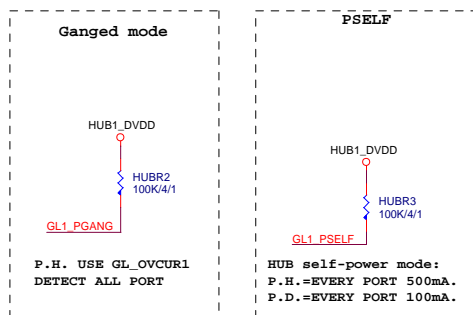 Ganged mode
HUB1_DVDD
HUBR2
100K/4/1
GL1_PGANG
P.H. USE GL_OVCUR1
DETECT ALL PORT
PSELF
HUB1_DVDD
HUBR3
100K/4/1
GL1_PSELF
HUB self-power mode:
P.H.=EVERY PORT 500mA.
P.D.=EVERY PORT 100mA.